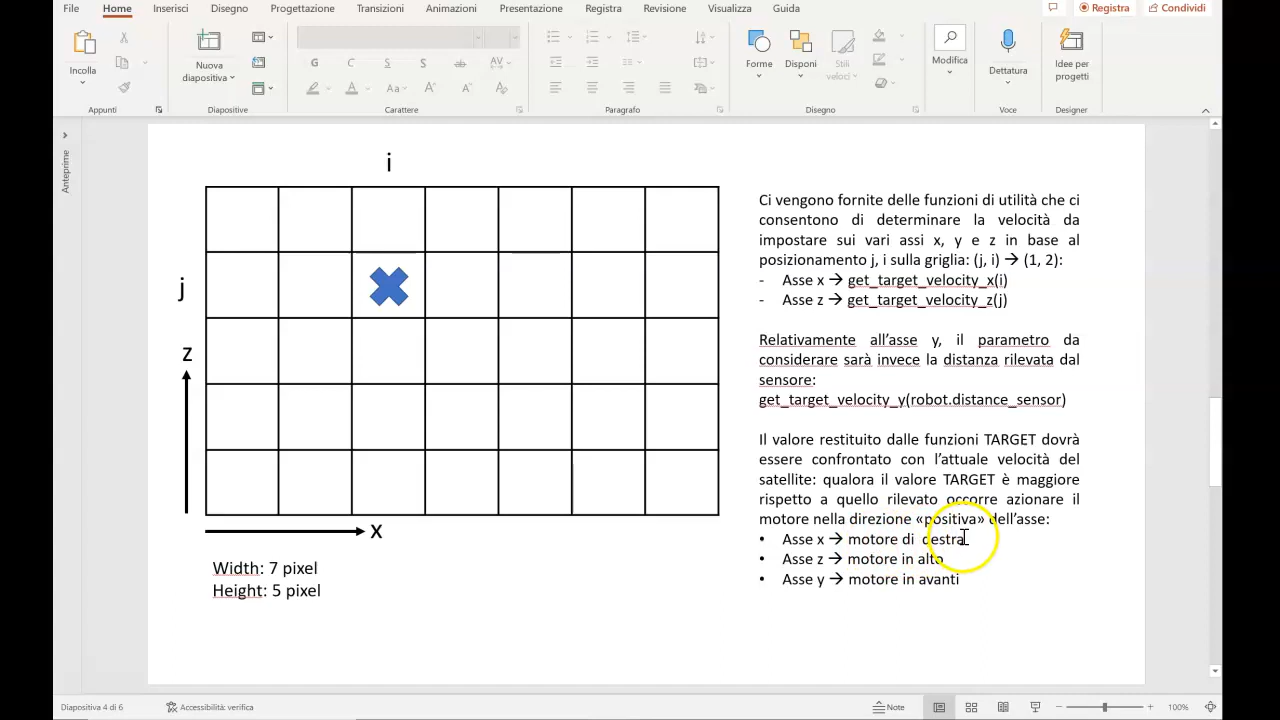 File Home Inserisci Disegno Progettazione Transizioni Animazioni Presentazione Registra Revisione Visualizza Guida Registra Condividi
Incolla
Nuova
diapositiva
Forme
Disponi
Stili
veloci
Modifica
Dettatura
Idee per
progetti
Appunti Diapositive Carattere Paragrafo Disegno Voce Designer
Anteprime
i
j
z
x
Width: 7 pixel
Height: 5 pixel
Ci vengono fornite delle funzioni di utilità che ci
consentono di determinare la velocità da
impostare sui vari assi x, y e z in base al
posizionamento j, i sulla griglia: (j, i) → (1, 2):
- Asse x → get_target_velocity_x(i)
- Asse z → get_target_velocity_z(j)
Relativamente all’asse y, il parametro da
considerare sarà invece la distanza rilevata dal
sensore:
get_target_velocity_y(robot.distance_sensor)
Il valore restituito dalle funzioni TARGET dovrà
essere confrontato con l’attuale velocità del
satellite: qualora il valore TARGET è maggiore
rispetto a quello rilevato occorre azionare il
motore nella direzione «positiva» dell’asse:
• Asse x → motore di destra
• Asse z → motore in alto
• Asse y → motore in avanti
Diapositiva 4 di 6 Accessibilità: verifica Note 100%